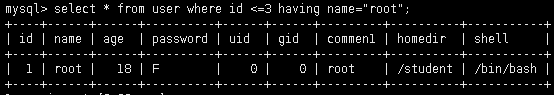 mysql> select * from user where id <=3 having name="root";
+----+------+------+----------+------+------+---------+----------+-----------+
| id | name | age | password | uid | gid | commen1 | homedir | shell |
+----+------+------+----------+------+------+---------+----------+-----------+
| 1 | root | 18 | F | 0 | 0 | root | /student | /bin/bash |
+----+------+------+----------+------+------+---------+----------+-----------+